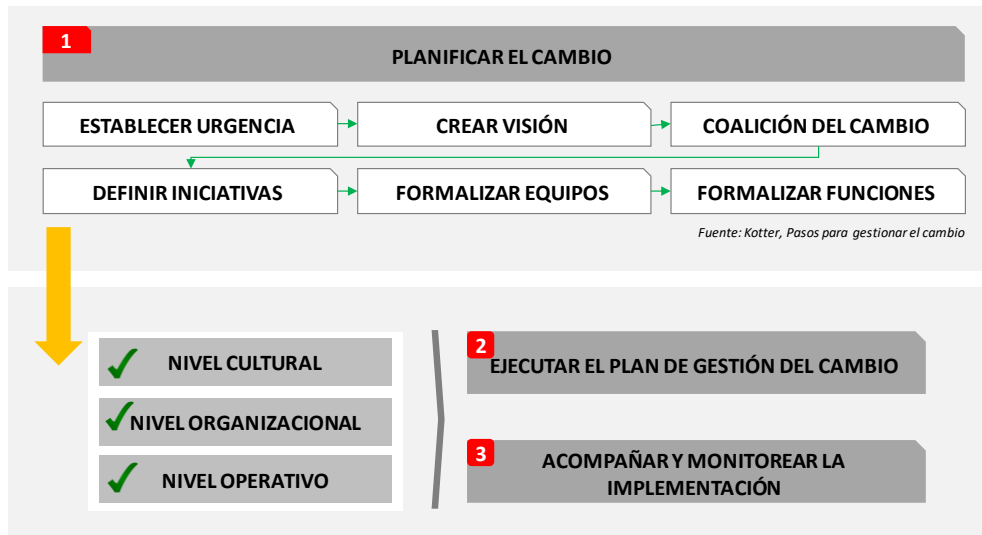 1
PLANIFICAR EL CAMBIO
ESTABLECER URGENCIA
CREAR VISIÓN
COALICIÓN DEL CAMBIO
DEFINIR INICIATIVAS
FORMALIZAR EQUIPOS
FORMALIZAR FUNCIONES
Fuente: Kotter, Pasos para gestionar el cambio
NIVEL CULTURAL
NIVEL ORGANIZACIONAL
NIVEL OPERATIVO
2
EJECUTAR EL PLAN DE GESTIÓN DEL CAMBIO
3
ACOMPAÑAR Y MONITOREAR LA
IMPLEMENTACIÓN